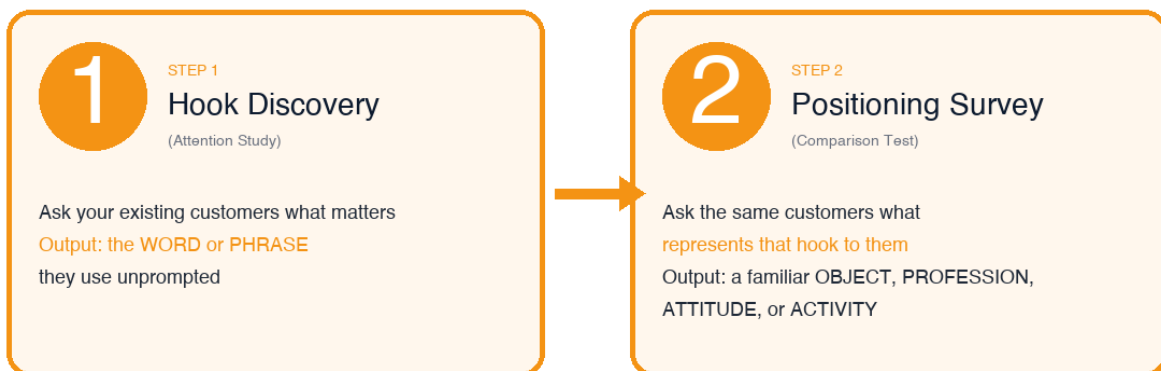 1
STEP 1
Hook Discovery
(Attention Study)
Ask your existing customers what matters
Output: the WORD or PHRASE
they use unprompted
2
STEP 2
Positioning Survey
(Comparison Test)
Ask the same customers what
represents that hook to them
Output: a familiar OBJECT, PROFESSION,
ATTITUDE, or ACTIVITY